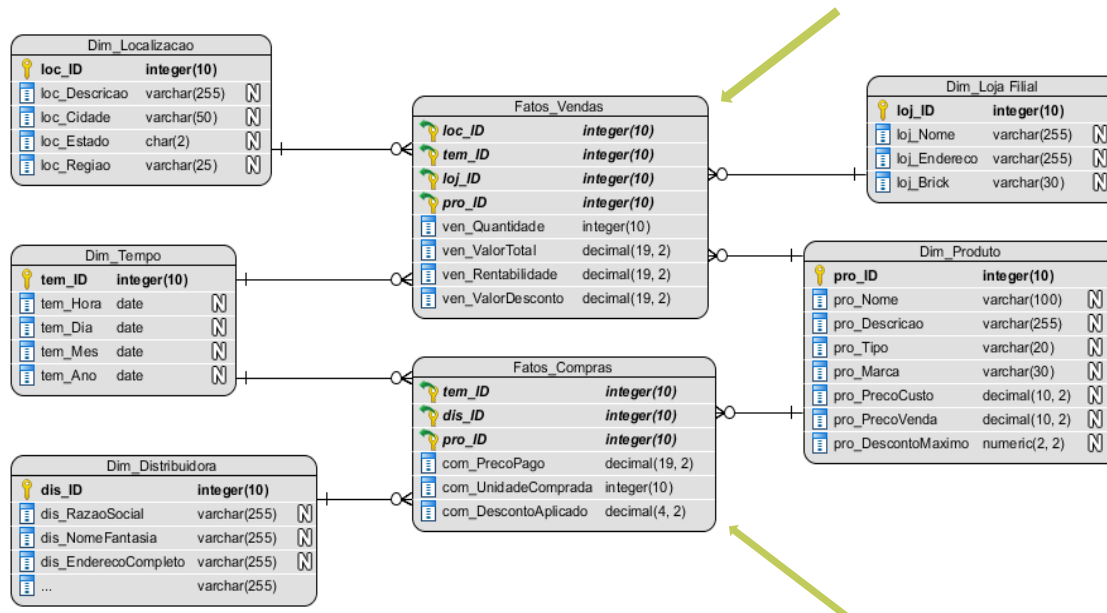 Dim_Localizacao
loc_ID integer(10)
loc_Descricao varchar(255) N
loc_Cidade varchar(50) N
loc_Estado char(2) N
loc_Regiao varchar(25) N
Dim_Tempo
tem_ID integer(10)
tem_Hora date N
tem_Dia date N
tem_Mes date N
tem_Ano date N
Dim_Distribuidora
dis_ID integer(10)
dis_RazaoSocial varchar(255) N
dis_NomeFantasia varchar(255) N
dis_EnderecoCompleto varchar(255) N
... varchar(255)
Fatos_Vendas
loc_ID integer(10)
tem_ID integer(10)
loj_ID integer(10)
pro_ID integer(10)
ven_Quantidade integer(10)
ven_ValorTotal decimal(19, 2)
ven_Rentabilidade decimal(19, 2)
ven_ValorDesconto decimal(19, 2)
Fatos_Compras
tem_ID integer(10)
dis_ID integer(10)
pro_ID integer(10)
com_PrecoPago decimal(19, 2)
com_UnidadeComprada integer(10)
com_DescontoAplicado decimal(4, 2)
Dim_Loja Filial
loj_ID integer(10)
loj_Nome varchar(255) N
loj_Endereco varchar(255) N
loj_Brick varchar(30) N
Dim_Produto
pro_ID integer(10)
pro_Nome varchar(100) N
pro_Descricao varchar(255) N
pro_Tipo varchar(20) N
pro_Marca varchar(30) N
pro_PrecoCusto decimal(10, 2) N
pro_PrecoVenda decimal(10, 2) N
pro_DescontoMaximo numeric(2, 2) N